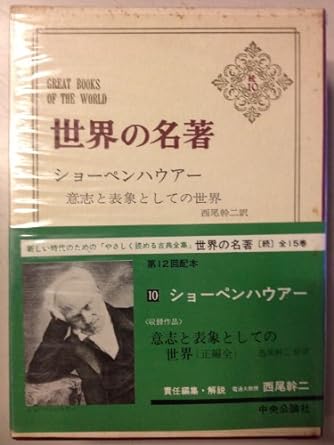 GREAT BOOKS
OF THE WORLD
続
10
世界の名著
ショーペンハウアー
意志と表象としての世界
西尾幹二訳
新しい時代のための「やさしく読める古典全集」世界の名著［続］全15巻
第12回配本
10 ショーペンハウアー
〈収録作品〉
意志と表象としての
世界［正編全］ 西尾幹二訳
責任編集・解説 電通大助教授 西尾幹二
中央公論社